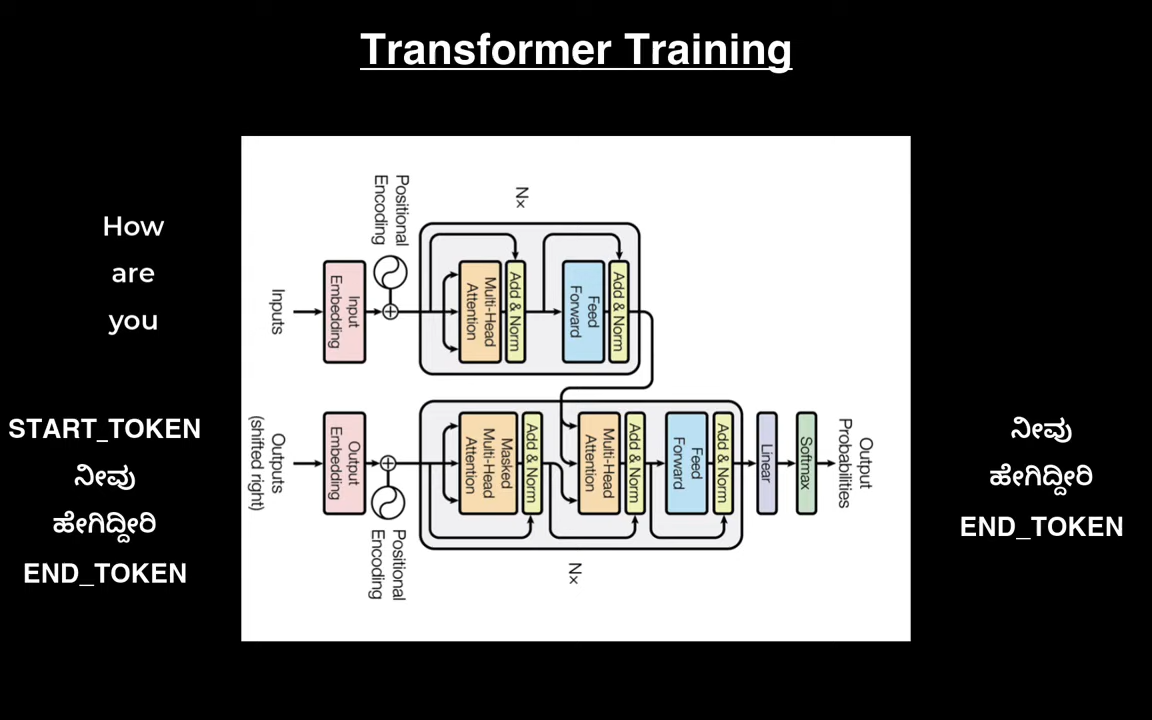 Transformer Training
How
are
you
START_TOKEN
ನೀವು
ಹೇಗಿದ್ದೀರಿ
END_TOKEN
Inputs
Input
Embedding
Positional
Encoding
N×
Multi-Head
Attention
Add & Norm
Feed
Forward
Add & Norm
Outputs
(shifted right)
Output
Embedding
Positional
Encoding
Masked
Multi-Head
Attention
Add & Norm
Multi-Head
Attention
Add & Norm
Feed
Forward
Add & Norm
N×
Linear
Softmax
Output
Probabilities
ನೀವು
ಹೇಗಿದ್ದೀರಿ
END_TOKEN